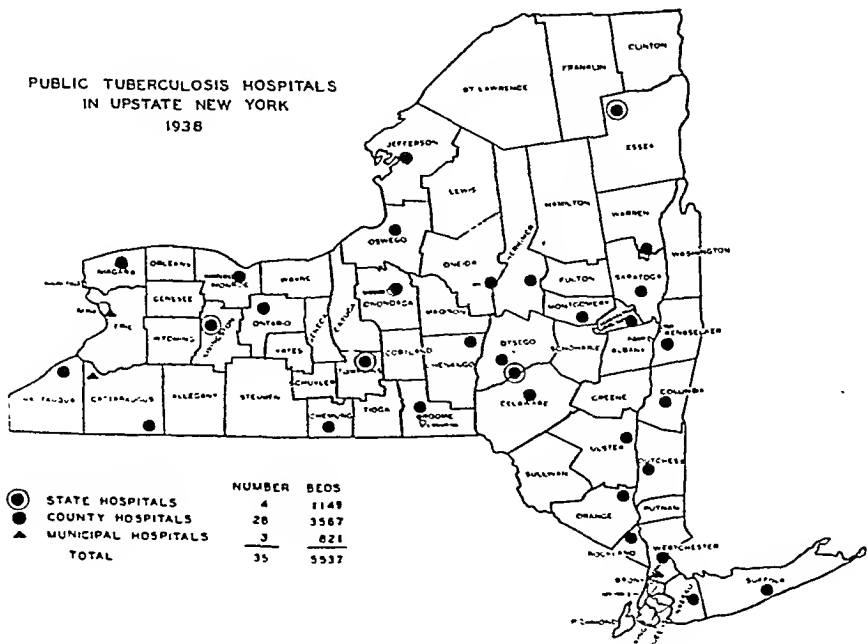 PUBLIC TUBERCULOSIS HOSPITALS
IN UPSTATE NEW YORK
1938
CLINTON
FRANKLIN
ST LAWRENCE
ESSEX
JEFFERSON
LEWIS
HAMILTON
WARREN
WASHINGTON
HERKIMER
OSWEGO
ONEIDA
FULTON
SARATOGA
NIAGARA
ORLEANS
MONROE
WAYNE
ONONDAGA
MADISON
MONTGOMERY
RENSSELAER
GENESEE
ERIE
WYOMING
LIVINGSTON
ONTARIO
SENECA
CAYUGA
YATES
CORTLAND
CHENANGO
OTSEGO
SCHOHARIE
ALBANY
CATTARAUGUS
ALLEGANY
STEUBEN
SCHUYLER
TOMPKINS
CHEMUNG
TIOGA
BROOME
DELAWARE
GREENE
COLUMBIA
ULSTER
DUTCHESS
SULLIVAN
ORANGE
PUTNAM
ROCKLAND
WESTCHESTER
SUFFOLK
NASSAU
RICHMOND
NUMBER BEDS
STATE HOSPITALS 4 1149
COUNTY HOSPITALS 28 3567
MUNICIPAL HOSPITALS 3 821
TOTAL 35 5537